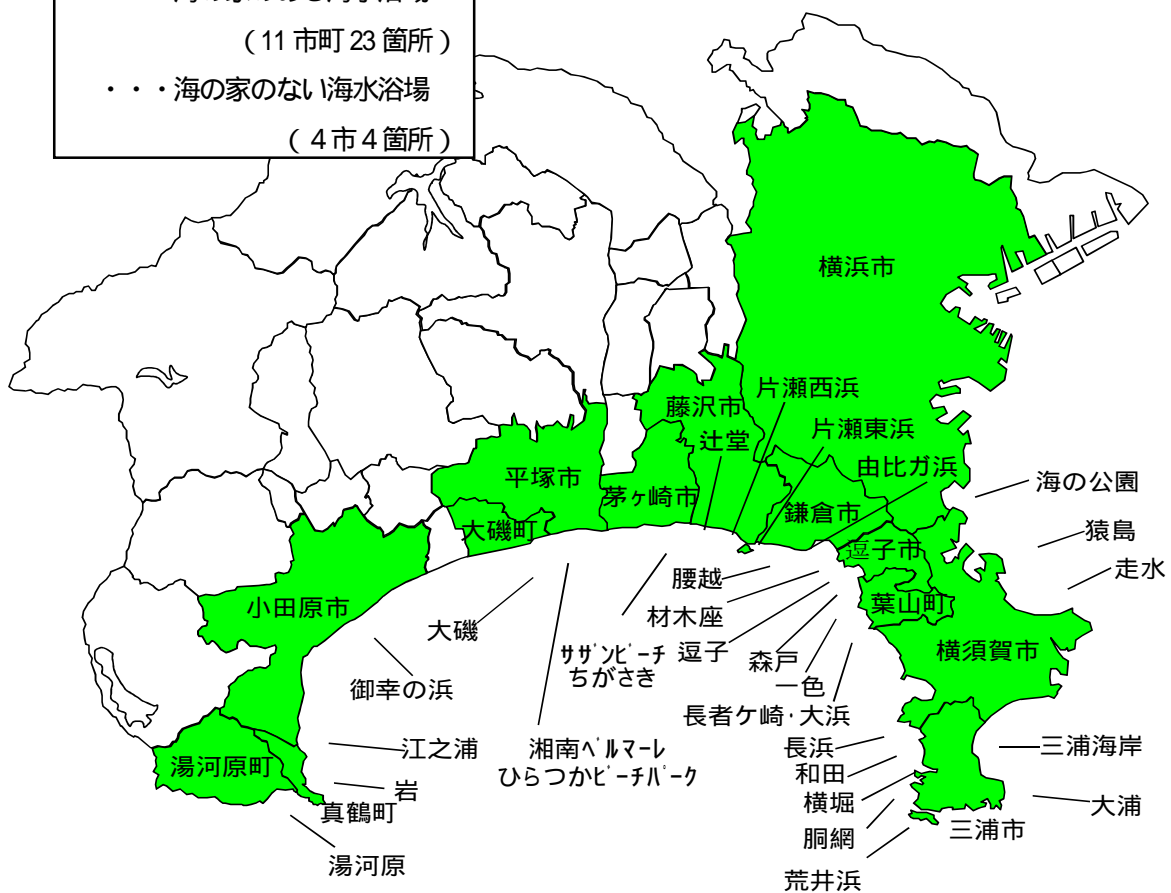 （11 市町 23 箇所）
・・・海の家のない海水浴場
（４市４箇所）
横浜市
片瀬西浜
藤沢市
辻堂
片瀬東浜
由比ガ浜
平塚市
茅ヶ崎市
鎌倉市
海の公園
大磯町
逗子市
猿島
走水
腰越
葉山町
小田原市
材木座
大磯
ｻｻﾞﾝﾋﾞｰﾁ
ちがさき
逗子
森戸
横須賀市
一色
御幸の浜
長者ケ崎･大浜
江之浦
湘南ﾍﾞﾙﾏｰﾚ
ひらつかﾋﾞｰﾁﾊﾟｰｸ
長浜
三浦海岸
湯河原町
和田
岩
真鶴町
横堀
大浦
胴網
三浦市
湯河原
荒井浜